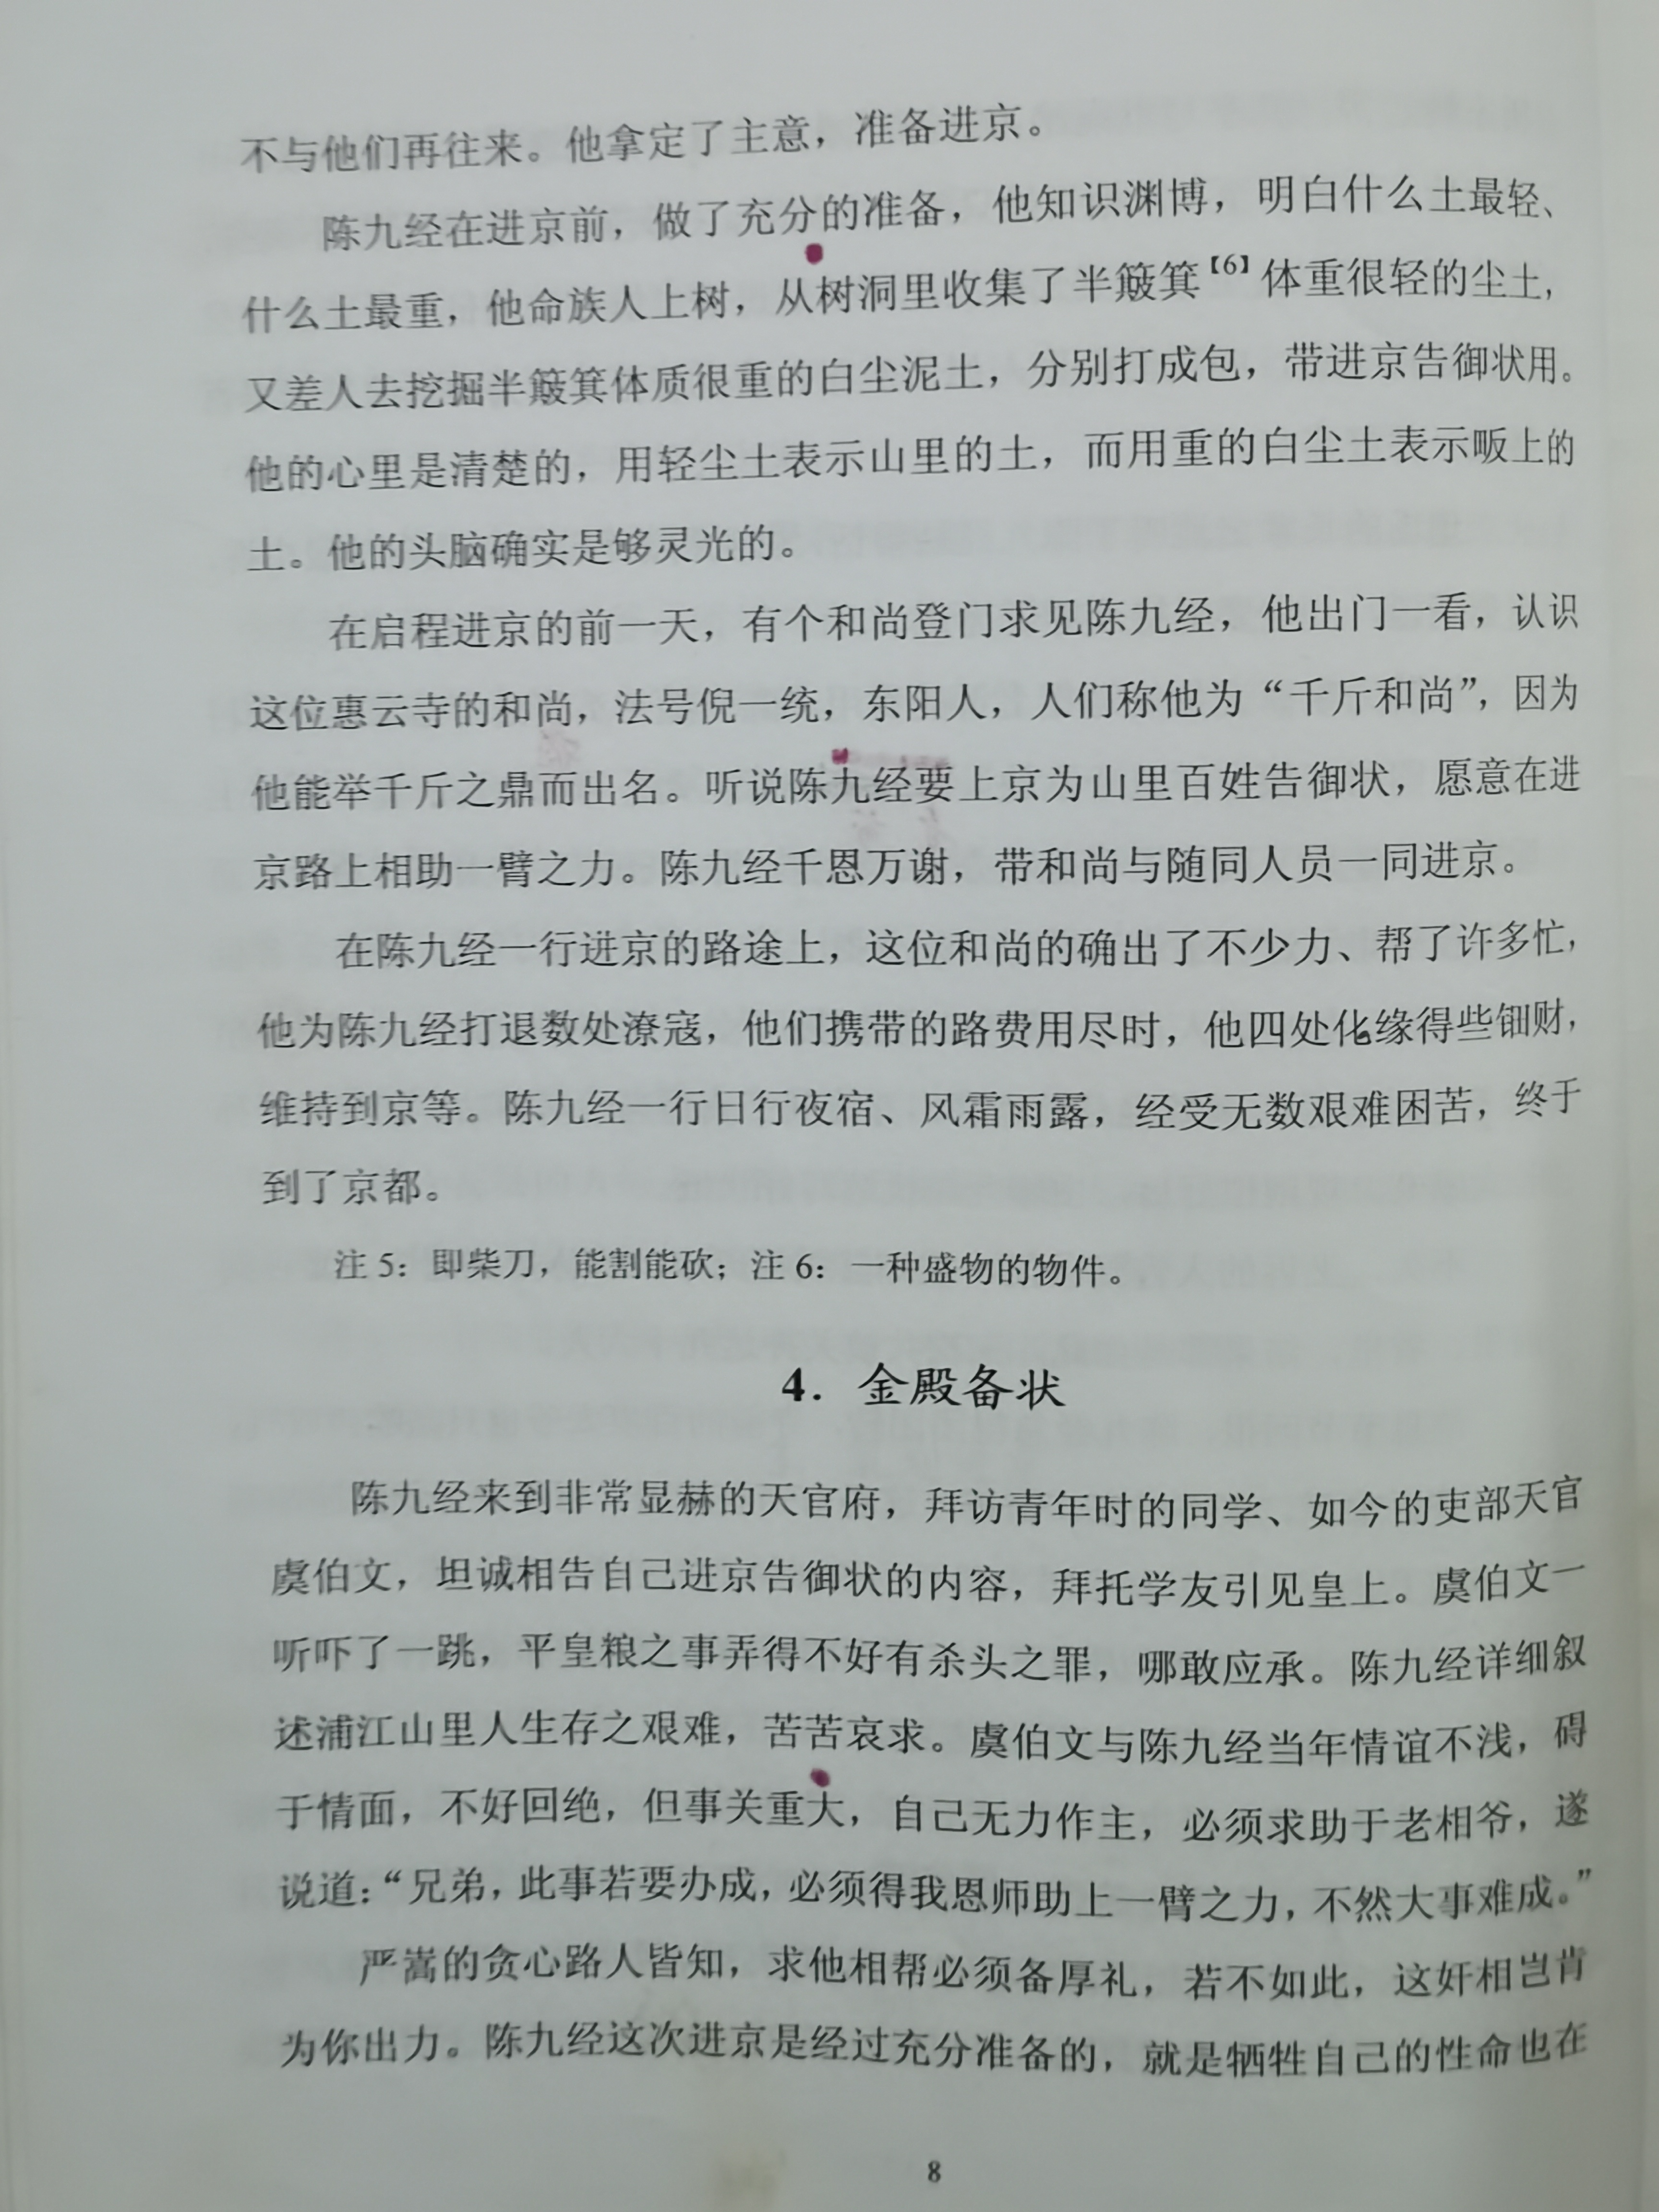 不与他们再往来。他拿定了主意，准备进京。
陈九经在进京前，做了充分的准备，他知识渊博，明白什么土最轻、
什么土最重，他命族人上树，从树洞里收集了半簸箕【6】体重很轻的尘土，
又差人去挖掘半簸箕体质很重的白尘泥土，分别打成包，带进京告御状用。
他的心里是清楚的，用轻尘土表示山里的土，而用重的白尘土表示畈上的
土。他的头脑确实是够灵光的。
在启程进京的前一天，有个和尚登门求见陈九经，他出门一看，认识
这位惠云寺的和尚，法号倪一统，东阳人，人们称他为“千斤和尚”，因为
他能举千斤之鼎而出名。听说陈九经要上京为山里百姓告御状，愿意在进
京路上相助一臂之力。陈九经千恩万谢，带和尚与随同人员一同进京。
在陈九经一行进京的路途上，这位和尚的确出了不少力、帮了许多忙，
他为陈九经打退数处潦寇，他们携带的路费用尽时，他四处化缘得些钿财，
维持到京等。陈九经一行日行夜宿、风霜雨露，经受无数艰难困苦，终于
到了京都。
注 5：即柴刀，能割能砍；注 6：一种盛物的物件。
4．金殿备状
陈九经来到非常显赫的天官府，拜访青年时的同学、如今的吏部天官
虞伯文，坦诚相告自己进京告御状的内容，拜托学友引见皇上。虞伯文一
听吓了一跳，平皇粮之事弄得不好有杀头之罪，哪敢应承。陈九经详细叙
述浦江山里人生存之艰难，苦苦哀求。虞伯文与陈九经当年情谊不浅，碍
于情面，不好回绝，但事关重大，自己无力作主，必须求助于老相爷，遂
说道：“兄弟，此事若要办成，必须得我恩师助上一臂之力，不然大事难成。”
严嵩的贪心路人皆知，求他相帮必须备厚礼，若不如此，这奸相岂肯
为你出力。陈九经这次进京是经过充分准备的，就是牺牲自己的性命也在
8